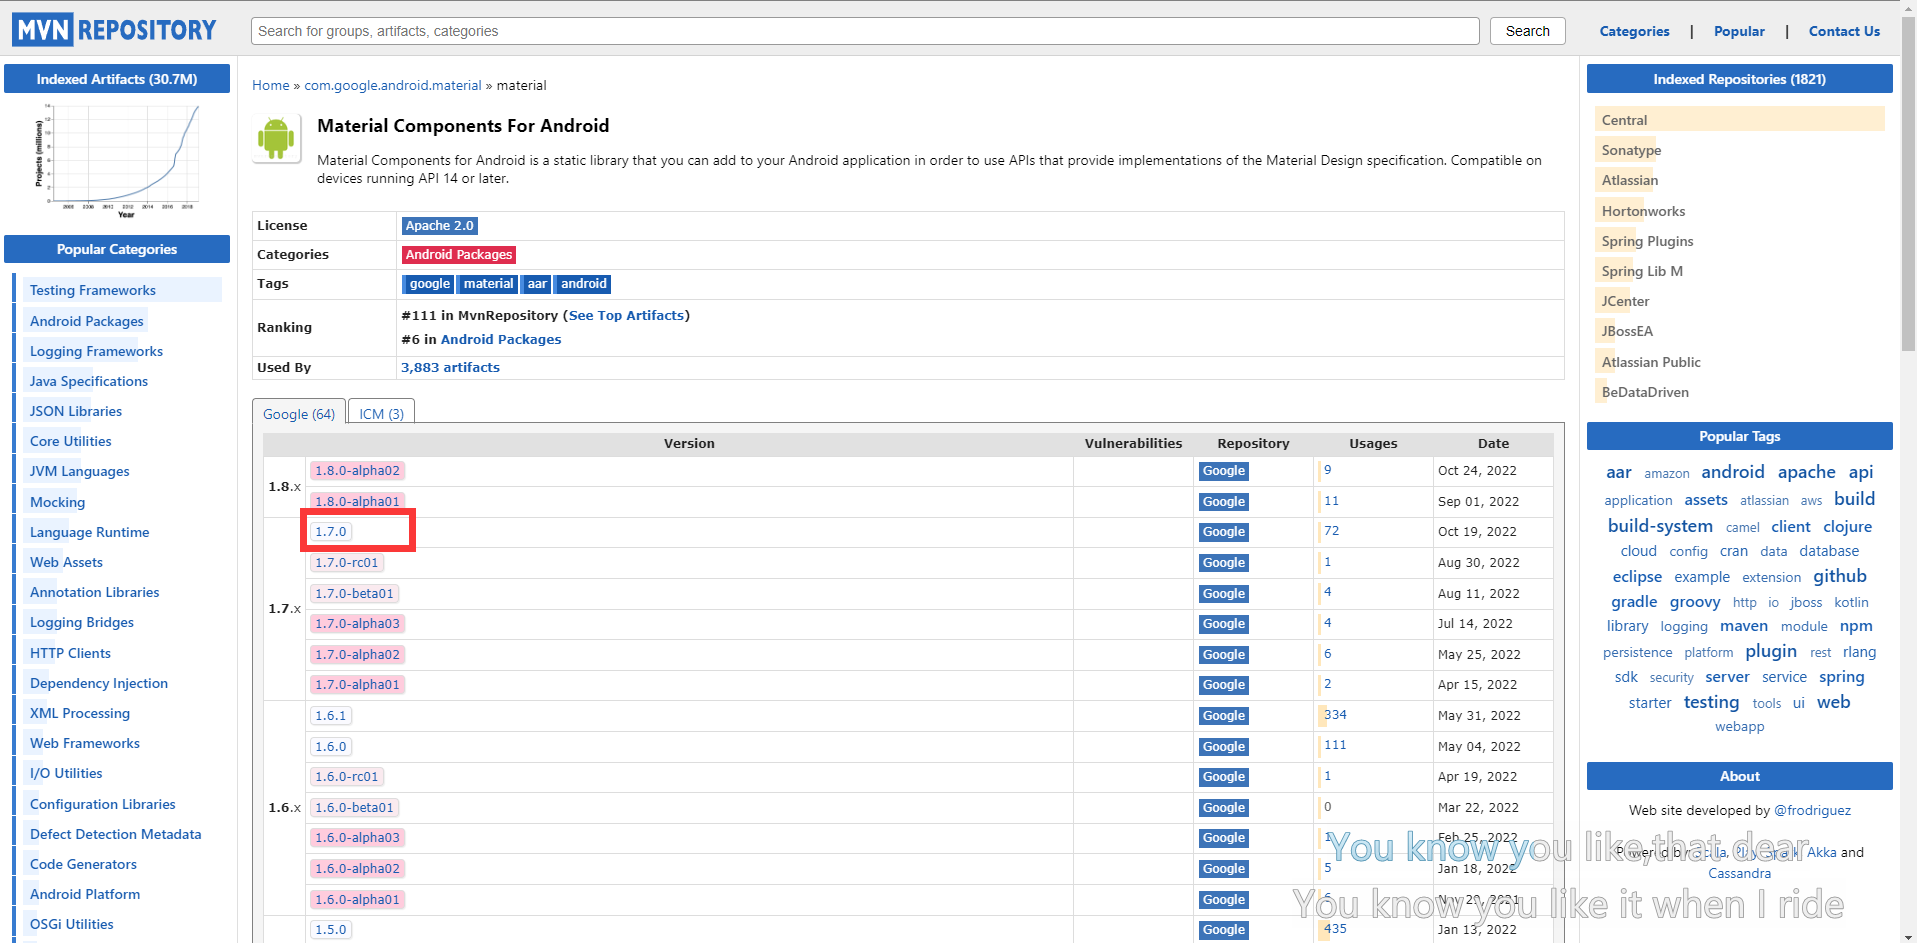 MVN REPOSITORY
Search for groups, artifacts, categories
Search
Categories | Popular | Contact Us
Indexed Artifacts (30.7M)
Projects (millions)
Year
Popular Categories
Testing Frameworks
Android Packages
Logging Frameworks
Java Specifications
JSON Libraries
Core Utilities
JVM Languages
Mocking
Language Runtime
Web Assets
Annotation Libraries
Logging Bridges
HTTP Clients
Dependency Injection
XML Processing
Web Frameworks
I/O Utilities
Configuration Libraries
Defect Detection Metadata
Code Generators
Android Platform
OSGi Utilities
Home » com.google.android.material » material
Material Components For Android
Material Components for Android is a static library that you can add to your Android application in order to use APIs that provide implementations of the Material Design specification. Compatible on
devices running API 14 or later.
License Apache 2.0
Categories Android Packages
Tags google material aar android
Ranking
#111 in MvnRepository (See Top Artifacts)
#6 in Android Packages
Used By 3,883 artifacts
Google (64) ICM (3)
Version Vulnerabilities Repository Usages Date
1.8.x
1.8.0-alpha02 Google 9 Oct 24, 2022
1.8.0-alpha01 Google 11 Sep 01, 2022
1.7.x
1.7.0 Google 72 Oct 19, 2022
1.7.0-rc01 Google 1 Aug 30, 2022
1.7.0-beta01 Google 4 Aug 11, 2022
1.7.0-alpha03 Google 4 Jul 14, 2022
1.7.0-alpha02 Google 6 May 25, 2022
1.7.0-alpha01 Google 2 Apr 15, 2022
1.6.x
1.6.1 Google 334 May 31, 2022
1.6.0 Google 111 May 04, 2022
1.6.0-rc01 Google 1 Apr 19, 2022
1.6.0-beta01 Google 0 Mar 22, 2022
1.6.0-alpha03 Google 1 Feb 25, 2022
1.6.0-alpha02 Google 5 Jan 18, 2022
1.6.0-alpha01 Google Nov 2021
1.5.0 Google 435 Jan 13, 2022
Indexed Repositories (1821)
Central
Sonatype
Atlassian
Hortonworks
Spring Plugins
Spring Lib M
JCenter
JBossEA
Atlassian Public
BeDataDriven
Popular Tags
aar amazon android apache api
application assets atlassian aws build
build-system camel client clojure
cloud config cran data database
eclipse example extension github
gradle groovy http io jboss kotlin
library logging maven module npm
persistence platform plugin rest rlang
sdk security server service spring
starter testing tools ui web
webapp
About
Web site developed by @frodriguez
Powered by Akka and
Cassandra
You know you like that dear
You know you like it when I ride